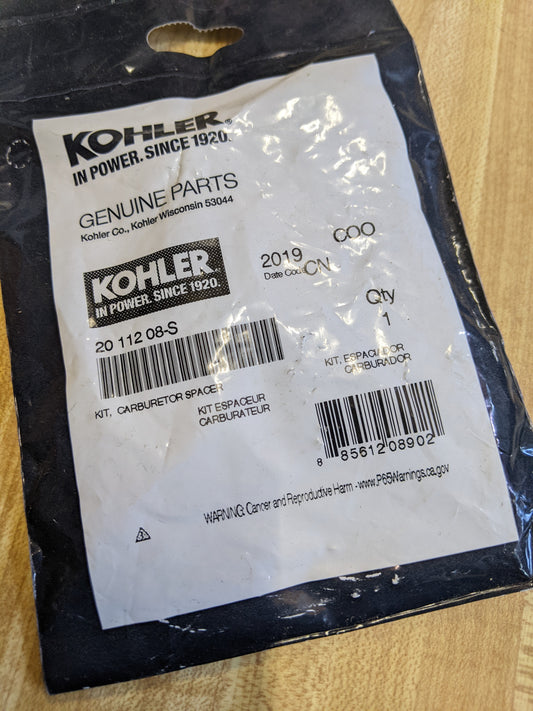 KOHLER®
IN POWER. SINCE 1920.
GENUINE PARTS
Kohler Co., Kohler Wisconsin 53044
KOHLER
IN POWER. SINCE 1920.
2019 COO
Date Code CN
20 112 08-S
Qty
1
KIT, CARBURETOR SPACER
KIT ESPACEUR
CARBURATEUR
KIT, ESPACIADOR
CARBURADOR
8 85612 08902
WARNING: Cancer and Reproductive Harm - www.P65Warnings.ca.gov